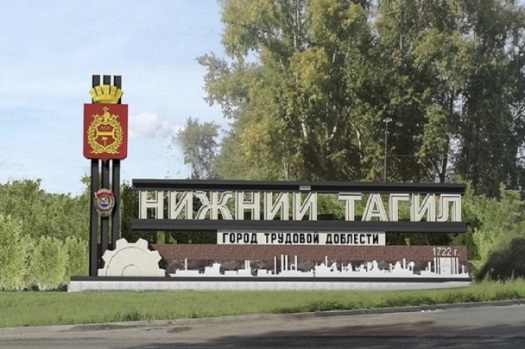 НИЖНИЙ ТАГИЛ
ГОРОД ТРУДОВОЙ ДОБЛЕСТИ
1722 г.